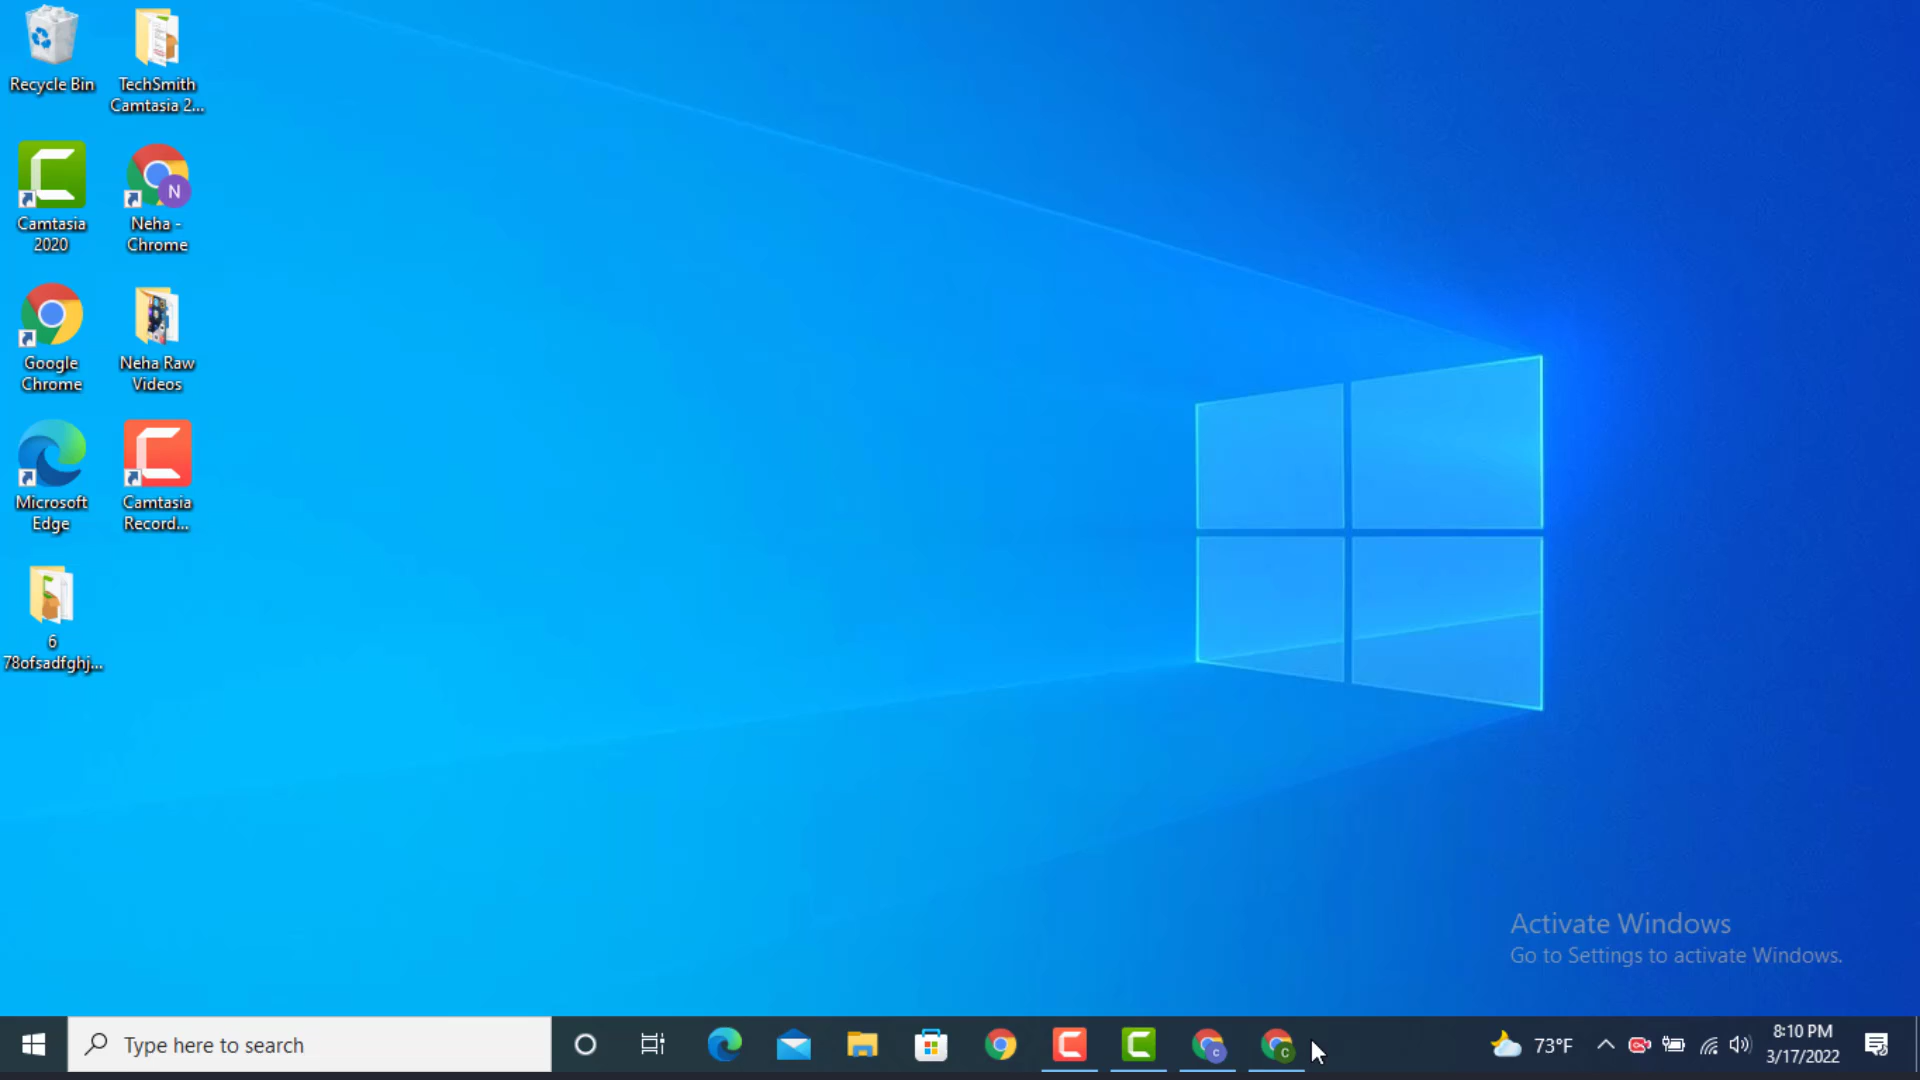 Recycle Bin
TechSmith
Camtasia 2...
Camtasia
2020
N
Neha -
Chrome
Google
Chrome
Neha Raw
Videos
Microsoft
Edge
Camtasia
Record...
6
78ofsadfghj...
Activate Windows
Go to Settings to activate Windows.
Type here to search
C
C
73°F
8:10 PM
3/17/2022